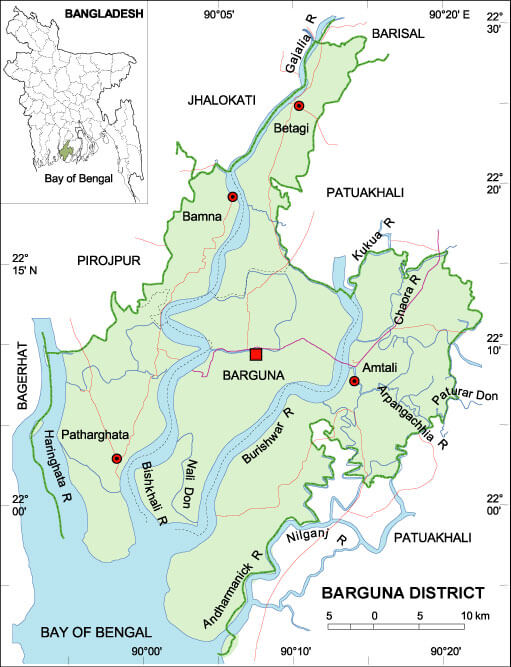 BANGLADESH
Bay of Bengal
90°05'
90°20' E
22°
30'
Gajalia R
BARISAL
JHALOKATI
Betagi
22°
20'
PATUAKHALI
Bamna
Kukua R
22°
15' N
PIROJPUR
Chaora R
22°
10'
BAGERHAT
BARGUNA
Amtali
Paturar Don
Arpangachhia R
Patharghata
Haringhata R
Burishwar R
Bishkhali R
Nali Don
22°
00'
22°
00'
Nilganj R
PATUAKHALI
Andharmanick R
BARGUNA DISTRICT
5 0 5 10 km
BAY OF BENGAL
90°00'
90°10'
90°20'